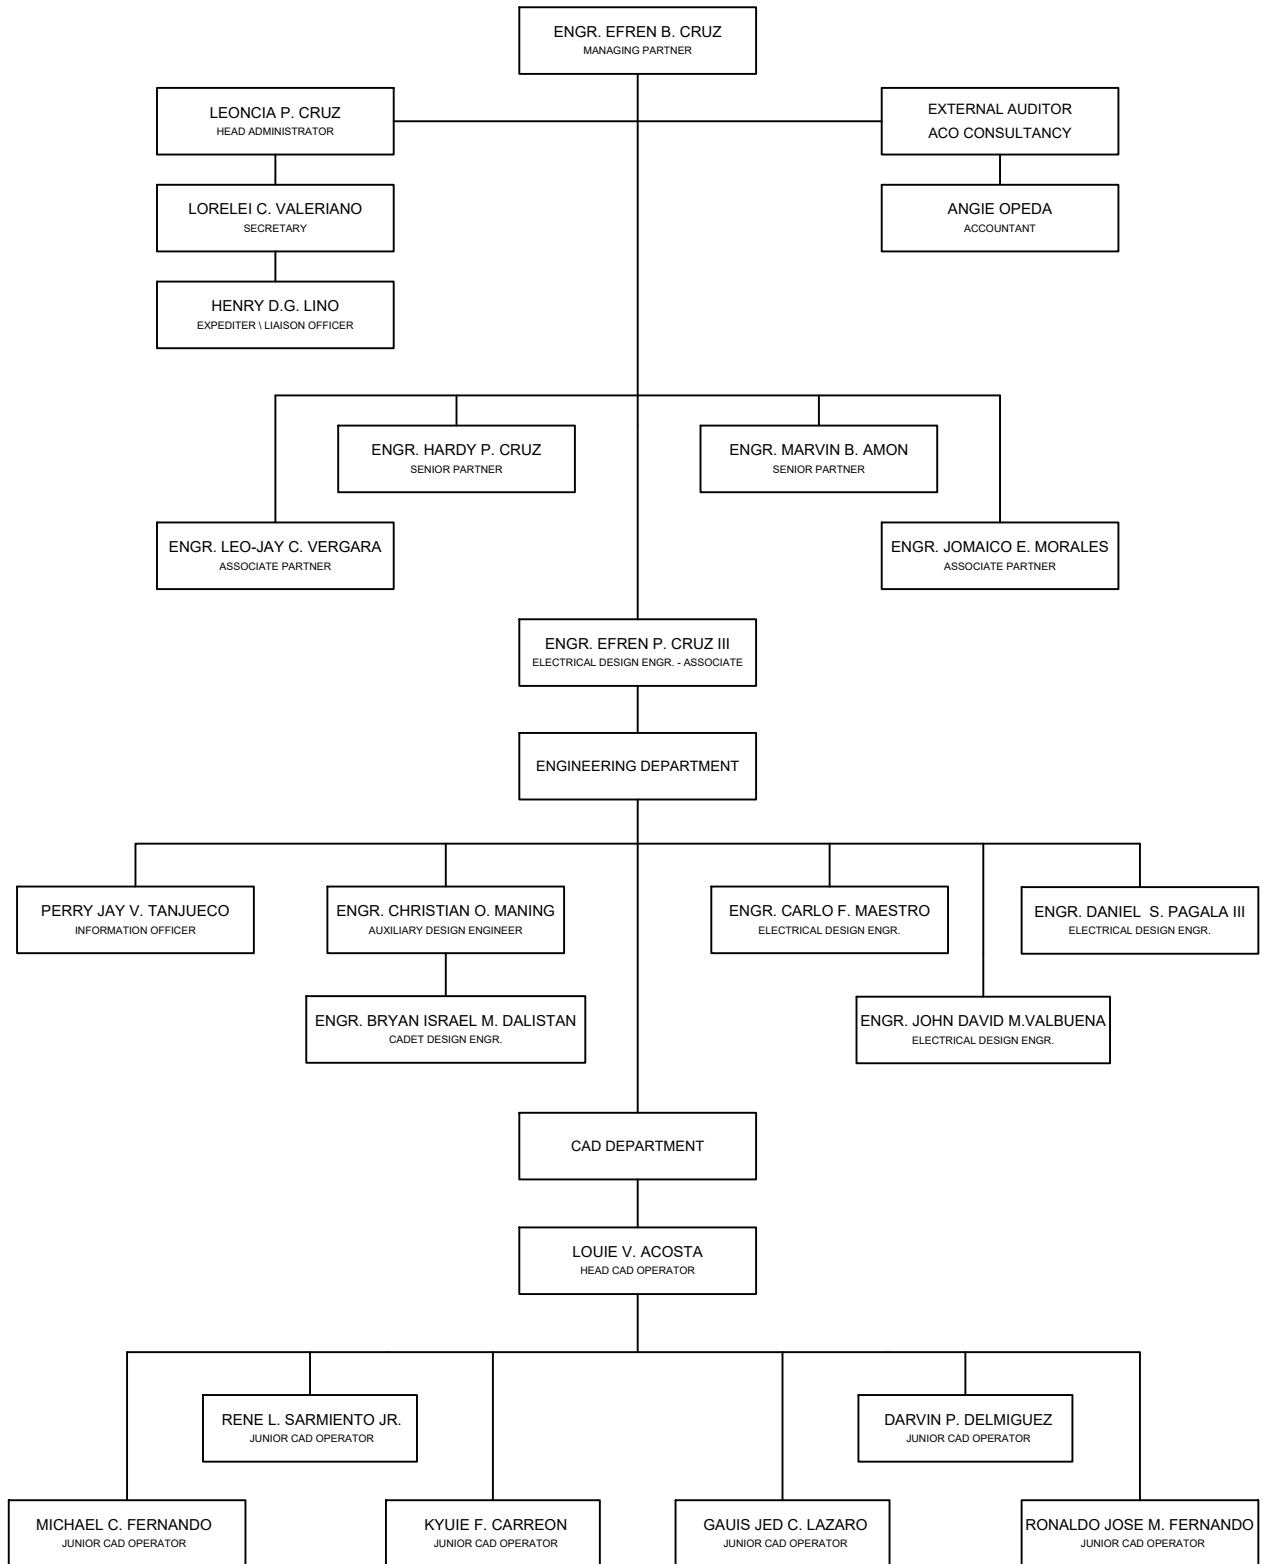 ENGR. EFREN B. CRUZ
MANAGING PARTNER
LEONCIA P. CRUZ
HEAD ADMINISTRATOR
EXTERNAL AUDITOR
ACO CONSULTANCY
LORELEI C. VALERIANO
SECRETARY
ANGIE OPEDA
ACCOUNTANT
HENRY D.G. LINO
EXPEDITER \ LIAISON OFFICER
ENGR. HARDY P. CRUZ
SENIOR PARTNER
ENGR. MARVIN B. AMON
SENIOR PARTNER
ENGR. LEO-JAY C. VERGARA
ASSOCIATE PARTNER
ENGR. JOMAICO E. MORALES
ASSOCIATE PARTNER
ENGR. EFREN P. CRUZ III
ELECTRICAL DESIGN ENGR. - ASSOCIATE
ENGINEERING DEPARTMENT
PERRY JAY V. TANJUECO
INFORMATION OFFICER
ENGR. CHRISTIAN O. MANING
AUXILIARY DESIGN ENGINEER
ENGR. CARLO F. MAESTRO
ELECTRICAL DESIGN ENGR.
ENGR. DANIEL  S. PAGALA III
ELECTRICAL DESIGN ENGR.
ENGR. BRYAN ISRAEL M. DALISTAN
CADET DESIGN ENGR.
ENGR. JOHN DAVID M.VALBUENA
ELECTRICAL DESIGN ENGR.
CAD DEPARTMENT
LOUIE V. ACOSTA
HEAD CAD OPERATOR
RENE L. SARMIENTO JR.
JUNIOR CAD OPERATOR
DARVIN P. DELMIGUEZ
JUNIOR CAD OPERATOR
MICHAEL C. FERNANDO
JUNIOR CAD OPERATOR
KYUIE F. CARREON
JUNIOR CAD OPERATOR
GAUIS JED C. LAZARO
JUNIOR CAD OPERATOR
RONALDO JOSE M. FERNANDO
JUNIOR CAD OPERATOR